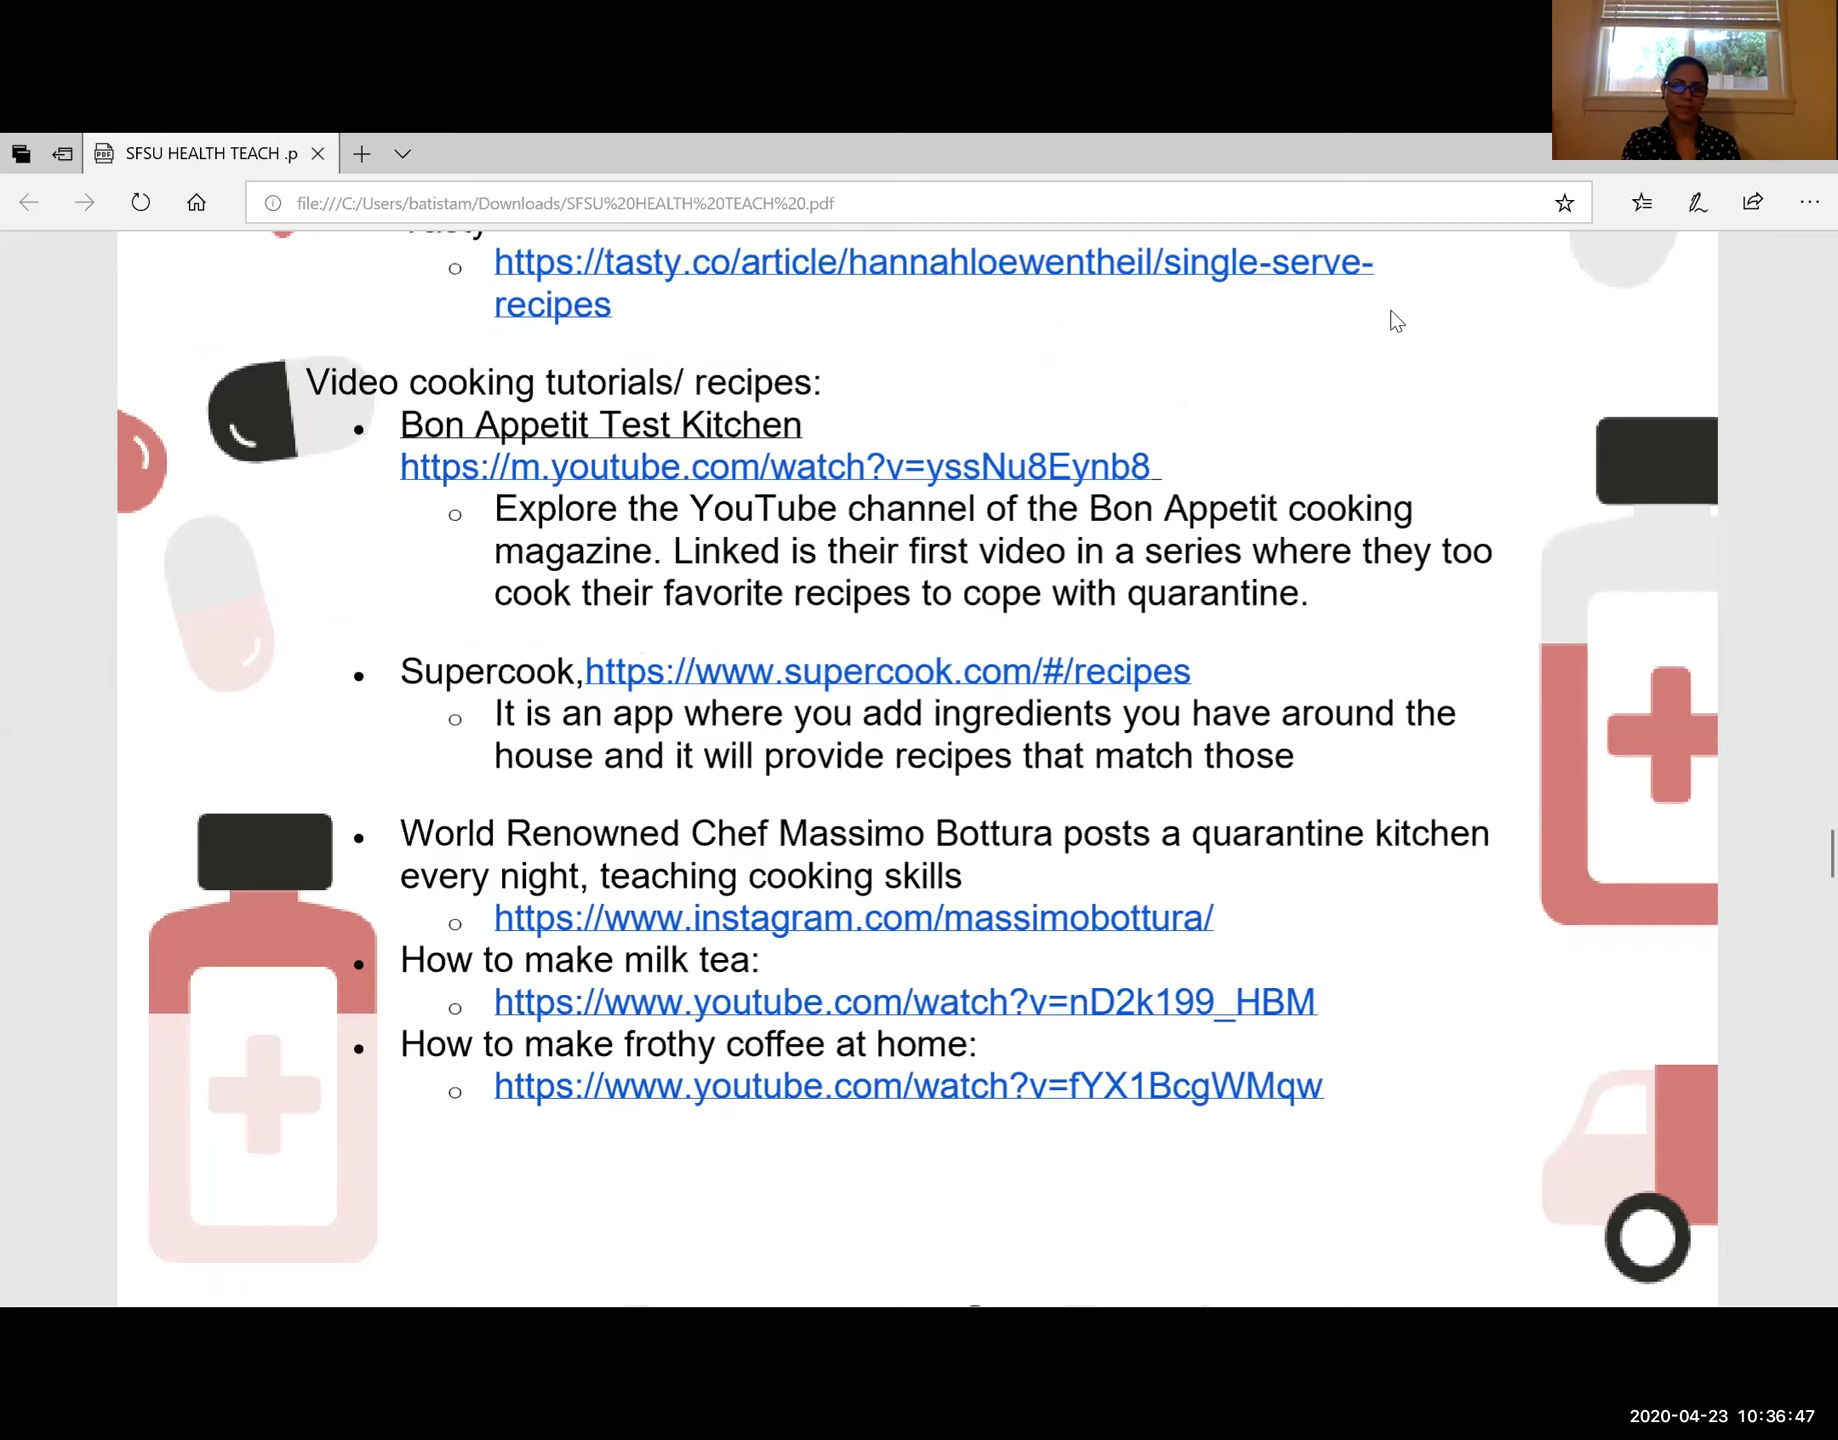 SFSU HEALTH TEACH .p
file:///C:/Users/batistam/Downloads/SFSU%20HEALTH%20TEACH%20.pdf
Tasty
https://tasty.co/article/hannahloewentheil/single-serve-
recipes
Video cooking tutorials/ recipes:
Bon Appetit Test Kitchen
https://m.youtube.com/watch?v=yssNu8Eynb8
Explore the YouTube channel of the Bon Appetit cooking
magazine. Linked is their first video in a series where they too
cook their favorite recipes to cope with quarantine.
Supercook,https://www.supercook.com/#/recipes
It is an app where you add ingredients you have around the
house and it will provide recipes that match those
World Renowned Chef Massimo Bottura posts a quarantine kitchen
every night, teaching cooking skills
https://www.instagram.com/massimobottura/
How to make milk tea:
https://www.youtube.com/watch?v=nD2k199_HBM
How to make frothy coffee at home:
https://www.youtube.com/watch?v=fYX1BcgWMqw
2020-04-23 10:36:47